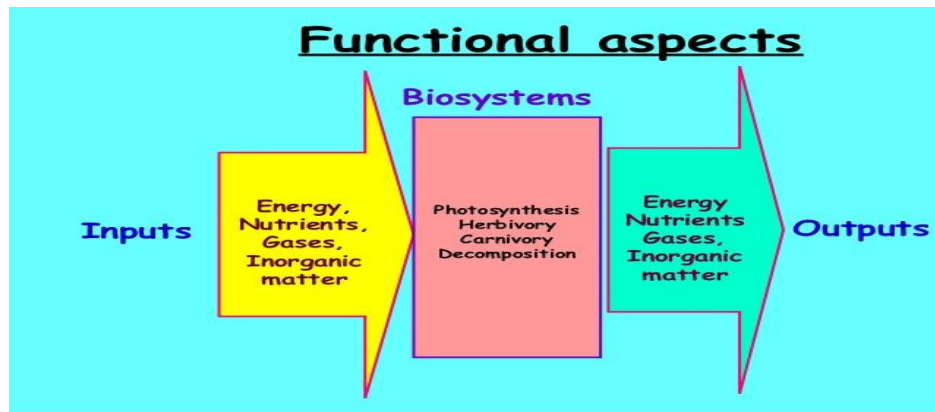 Functional aspects
Biosystems
Inputs
Energy,
Nutrients,
Gases,
Inorganic
matter
Photosynthesis
Herbivory
Carnivory
Decomposition
Energy
Nutrients
Gases,
Inorganic
matter
Outputs